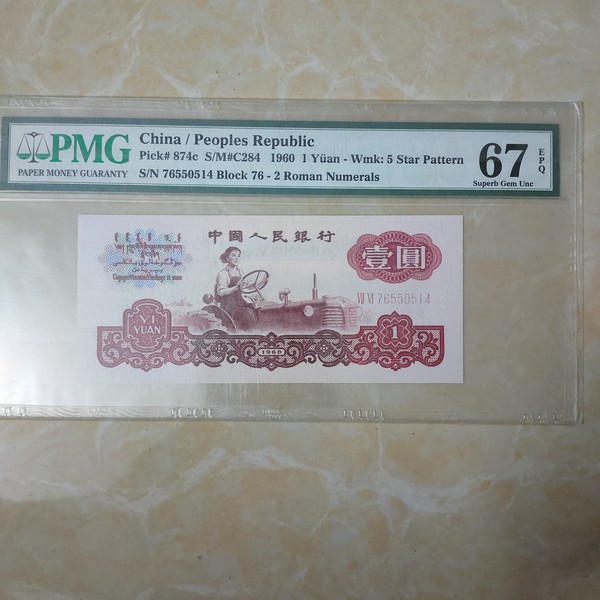 PMG
PAPER MONEY GUARANTY
China / Peoples Republic
Pick# 874c S/M#C284 1960 1 Yüan - Wmk: 5 Star Pattern
S/N 76550514 Block 76 - 2 Roman Numerals
67 EPQ
Superb Gem Unc
中國人民銀行
壹圓
VII VI 76550514
YI
YUAN
1960
1